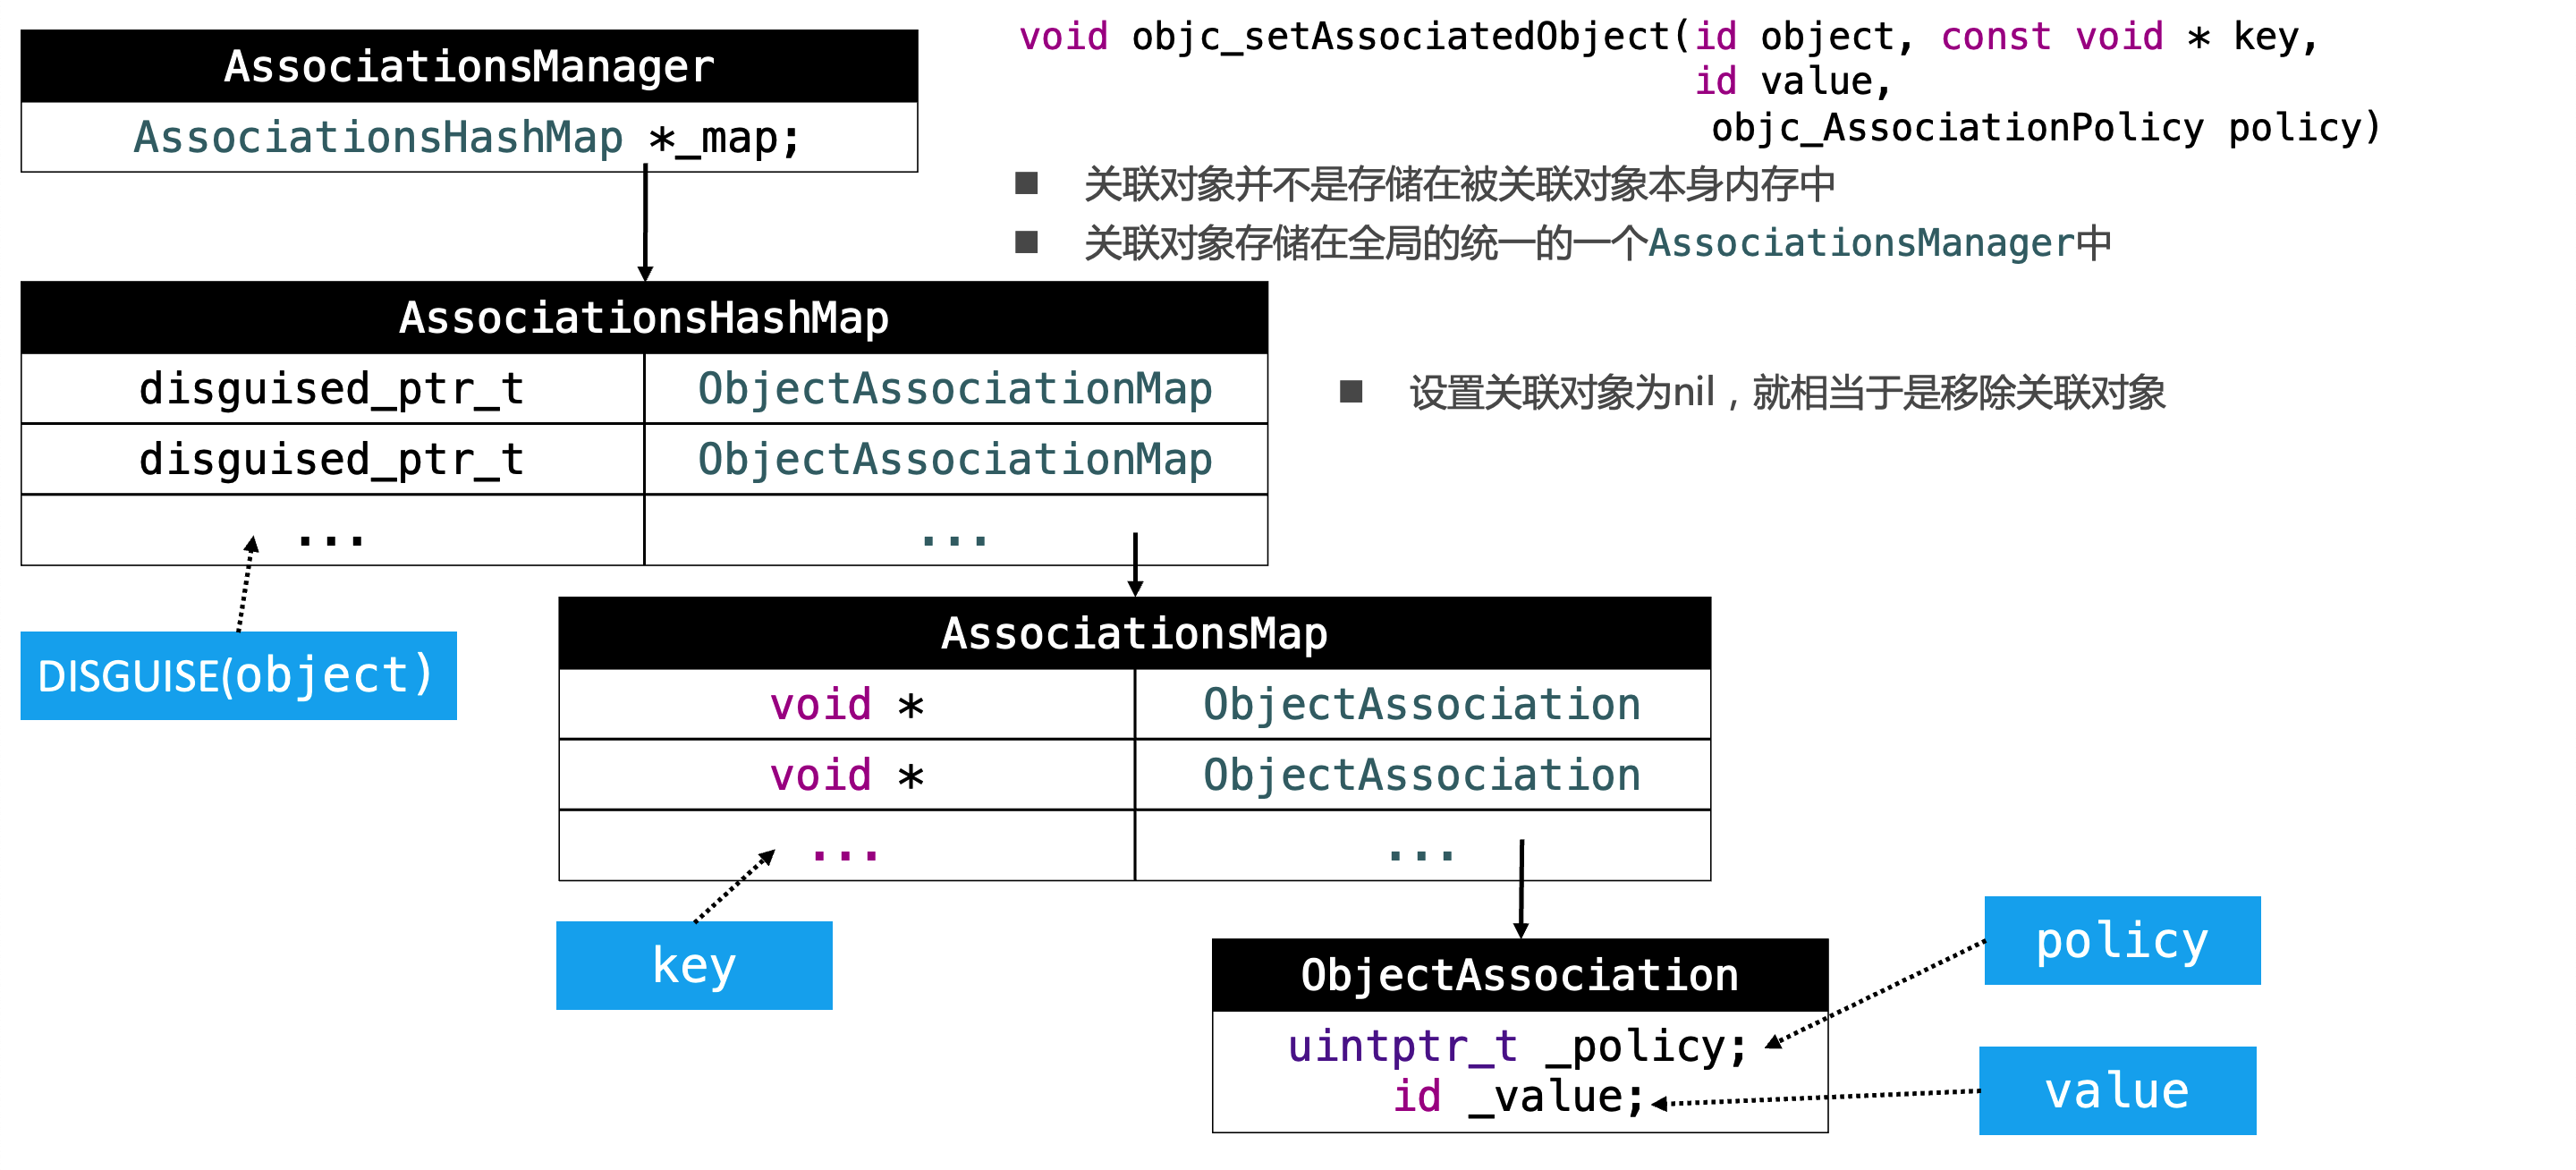 AssociationsManager
AssociationsHashMap *_map;
void objc_setAssociatedObject(id object, const void * key,
id value,
objc_AssociationPolicy policy)
■ 关联对象并不是存储在被关联对象本身内存中
■ 关联对象存储在全局的统一的一个AssociationsManager中
AssociationsHashMap
disguised_ptr_t ObjectAssociationMap
disguised_ptr_t ObjectAssociationMap
... ...
■ 设置关联对象为nil，就相当于是移除关联对象
DISGUISE(object)
AssociationsMap
void * ObjectAssociation
void * ObjectAssociation
... ...
key
ObjectAssociation
uintptr_t _policy;
id _value;
policy
value